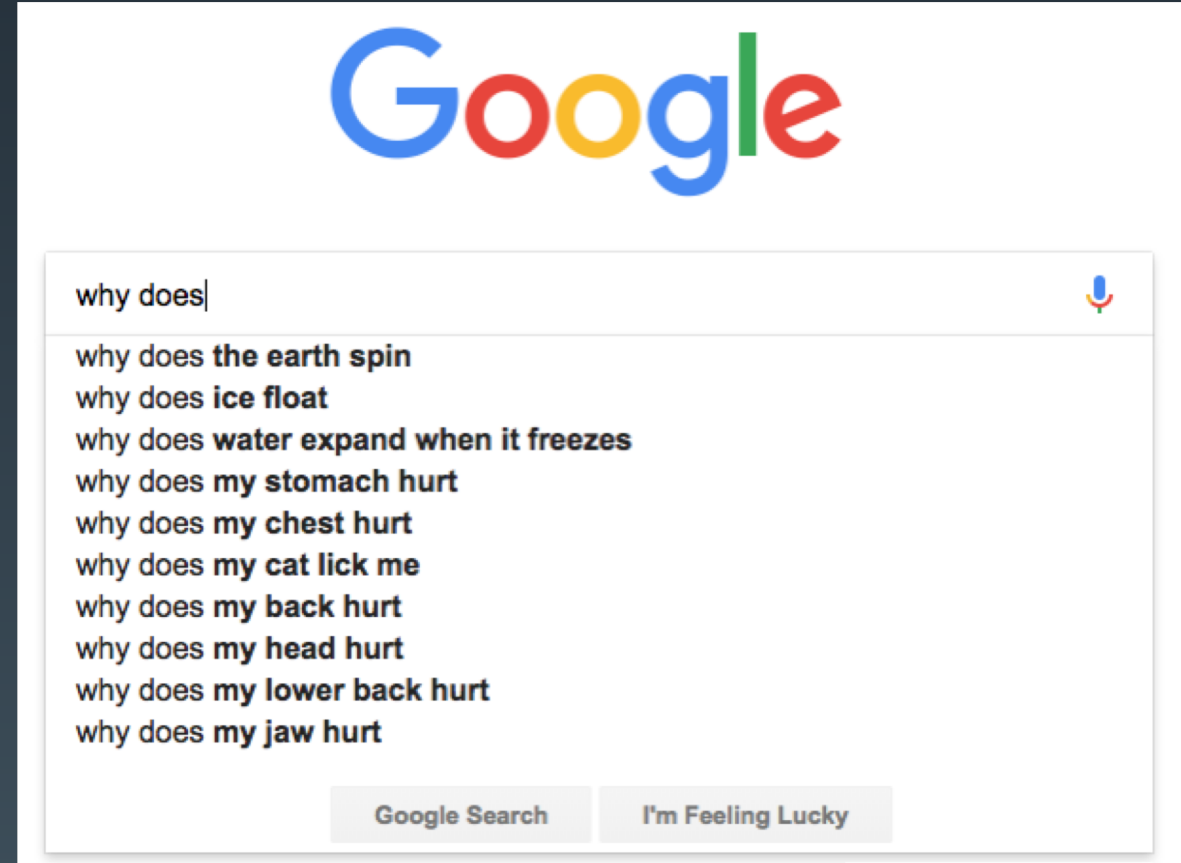 Google
why does
why does the earth spin
why does ice float
why does water expand when it freezes
why does my stomach hurt
why does my chest hurt
why does my cat lick me
why does my back hurt
why does my head hurt
why does my lower back hurt
why does my jaw hurt
Google Search I'm Feeling Lucky